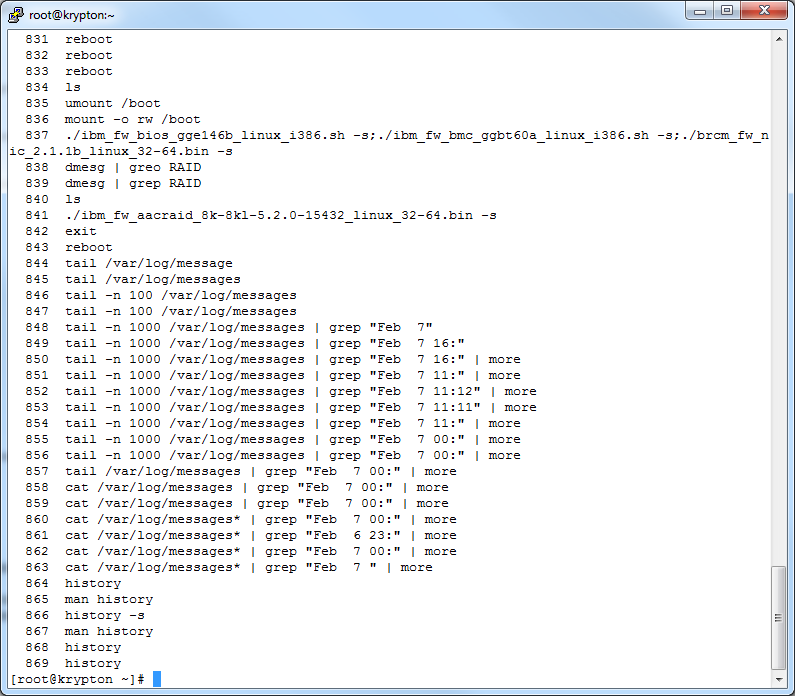 root@krypton:~
831 reboot
832 reboot
833 reboot
834 ls
835 umount /boot
836 mount -o rw /boot
837 ./ibm_fw_bios_gge146b_linux_i386.sh -s;./ibm_fw_bmc_ggbt60a_linux_i386.sh -s;./brcm_fw_n
ic_2.1.1b_linux_32-64.bin -s
838 dmesg | greo RAID
839 dmesg | grep RAID
840 ls
841 ./ibm_fw_aacraid_8k-8kl-5.2.0-15432_linux_32-64.bin -s
842 exit
843 reboot
844 tail /var/log/message
845 tail /var/log/messages
846 tail -n 100 /var/log/messages
847 tail -n 100 /var/log/messages
848 tail -n 1000 /var/log/messages | grep "Feb  7"
849 tail -n 1000 /var/log/messages | grep "Feb  7 16:"
850 tail -n 1000 /var/log/messages | grep "Feb  7 16:" | more
851 tail -n 1000 /var/log/messages | grep "Feb  7 11:" | more
852 tail -n 1000 /var/log/messages | grep "Feb  7 11:12" | more
853 tail -n 1000 /var/log/messages | grep "Feb  7 11:11" | more
854 tail -n 1000 /var/log/messages | grep "Feb  7 11:" | more
855 tail -n 1000 /var/log/messages | grep "Feb  7 00:" | more
856 tail -n 1000 /var/log/messages | grep "Feb  7 00:" | more
857 tail /var/log/messages | grep "Feb  7 00:" | more
858 cat /var/log/messages | grep "Feb  7 00:" | more
859 cat /var/log/messages | grep "Feb  7 00:" | more
860 cat /var/log/messages* | grep "Feb  7 00:" | more
861 cat /var/log/messages* | grep "Feb  6 23:" | more
862 cat /var/log/messages* | grep "Feb  7 00:" | more
863 cat /var/log/messages* | grep "Feb  7 " | more
864 history
865 man history
866 history -s
867 man history
868 history
869 history
[root@krypton ~]#